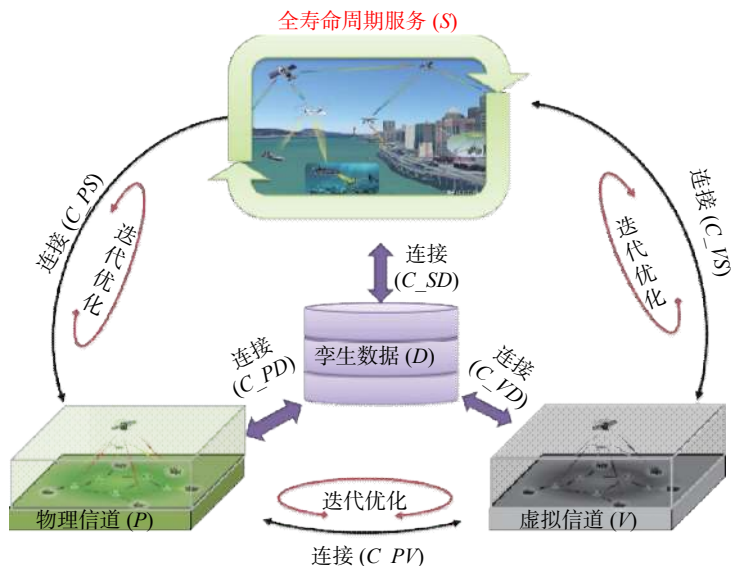 全寿命周期服务 (S)
连接 (C_PS)
迭代优化
连接
(C_SD)
迭代优化
连接 (C_VS)
连接
(C_PD)
孪生数据 (D)
连接
(C_VD)
物理信道 (P)
迭代优化
虚拟信道 (V)
连接 (C_PV)